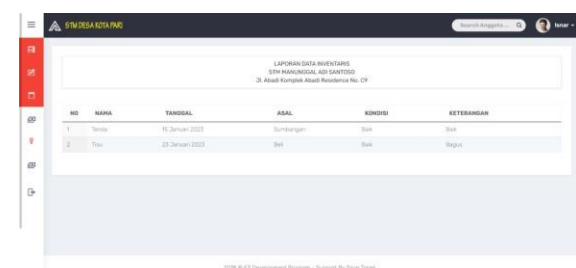 STM DESA KOTA PARI
Search Anggota ...
Isnar
LAPORAN DATA INVENTARIS
STM MANUNGGAL ADI SANTOSO
Jl. Abadi Komplek Abadi Residence No. C9
NO NAMA TANGGAL ASAL KONDISI KETERANGAN
1 Tenda 15 Januari 2023 Sumbangan Baik Baik
2 Tisu 23 Januari 2023 Beli Baik Bagus